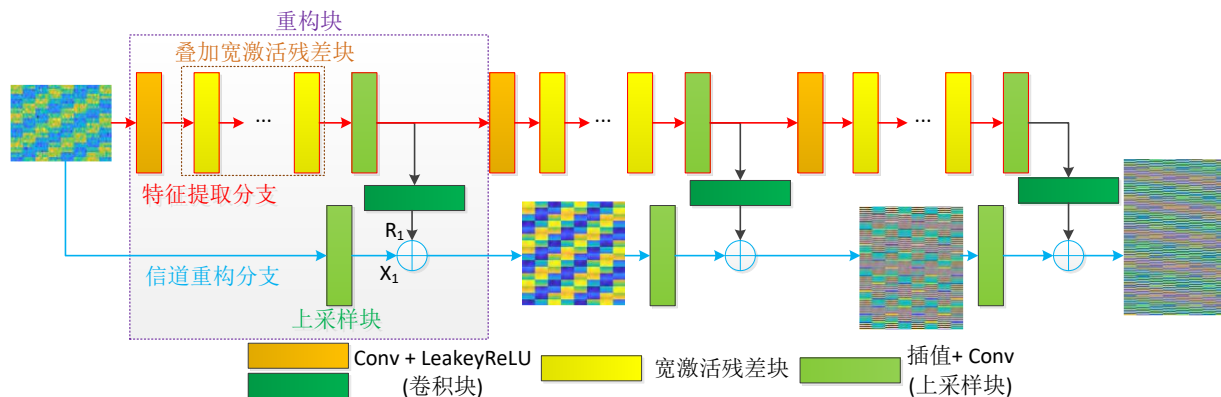 重构块
叠加宽激活残差块
...
...
...
特征提取分支
R1
X1
信道重构分支
上采样块
Conv + LeakeyReLU
(卷积块)
宽激活残差块
插值+ Conv
(上采样块)